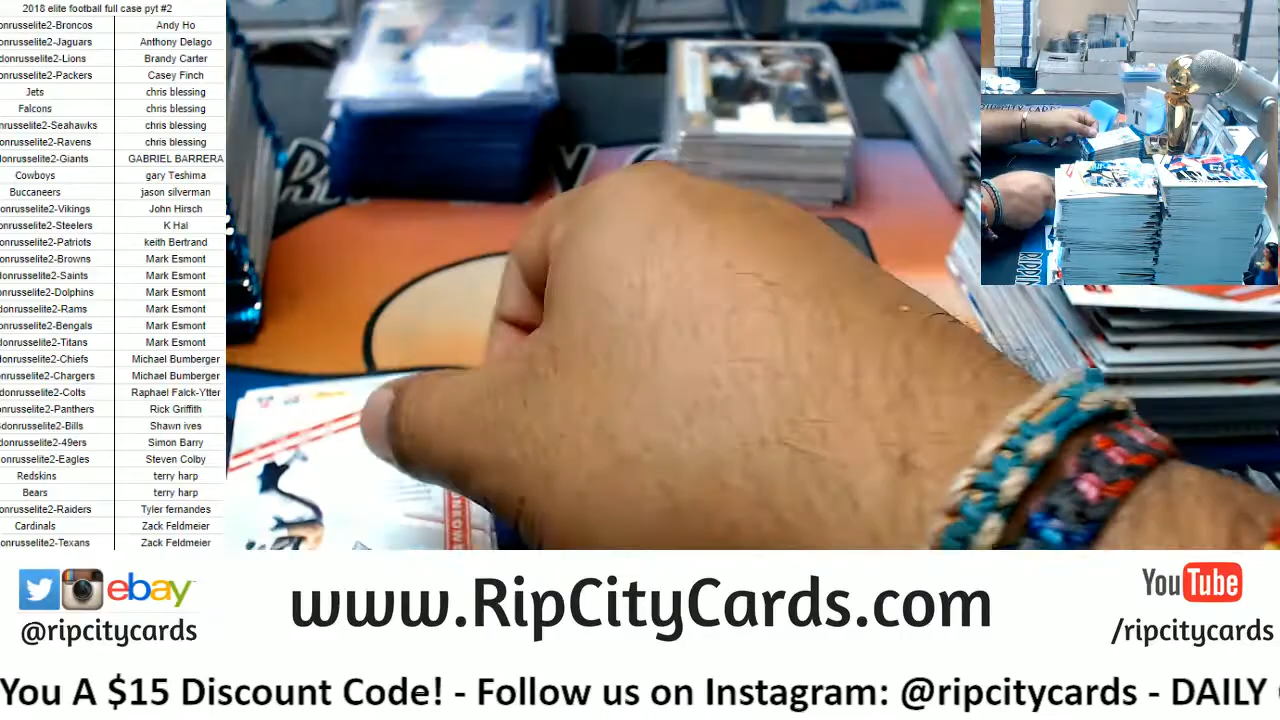 2018 elite football full case pyt #2
onrusselite2-Broncos Andy Ho
onrusselite2-Jaguars Anthony Delago
donrusselite2-Lions Brandy Carter
onrusselite2-Packers Casey Finch
Jets chris blessing
Falcons chris blessing
nrusselite2-Seahawks chris blessing
onrusselite2-Ravens chris blessing
donrusselite2-Giants GABRIEL BARRERA
Cowboys gary Teshima
Buccaneers jason silverman
onrusselite2-Vikings John Hirsch
onrusselite2-Steelers K Hal
onrusselite2-Patriots keith Bertrand
onrusselite2-Browns Mark Esmont
donrusselite2-Saints Mark Esmont
onrusselite2-Dolphins Mark Esmont
donrusselite2-Rams Mark Esmont
onrusselite2-Bengals Mark Esmont
donrusselite2-Titans Mark Esmont
donrusselite2-Chiefs Michael Bumberger
nrusselite2-Chargers Michael Bumberger
donrusselite2-Colts Raphael Falck-Ytter
nrusselite2-Panthers Rick Griffith
donrusselite2-Bills Shawn ives
donrusselite2-49ers Simon Barry
onrusselite2-Eagles Steven Colby
Redskins terry harp
Bears terry harp
onrusselite2-Raiders Tyler fernandes
Cardinals Zack Feldmeier
onrusselite2-Texans Zack Feldmeier
ebay
@ripcitycards
www.RipCityCards.com
YouTube
/ripcitycards
You A $15 Discount Code! - Follow us on Instagram: @ripcitycards - DAILY